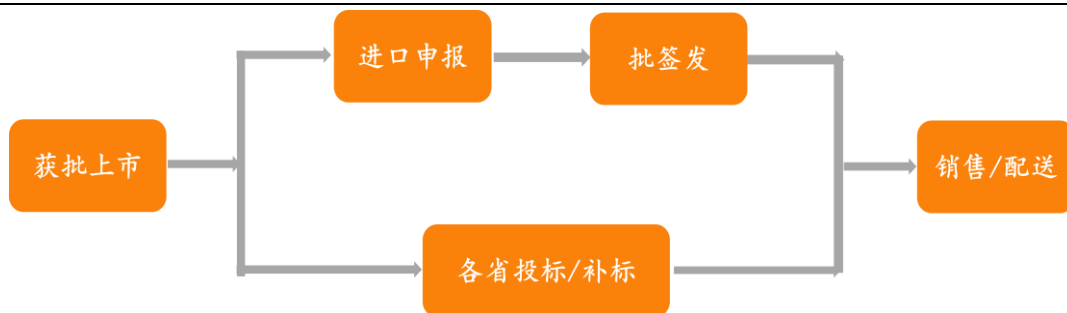 进口申报
批签发
获批上市
销售/配送
各省投标/补标